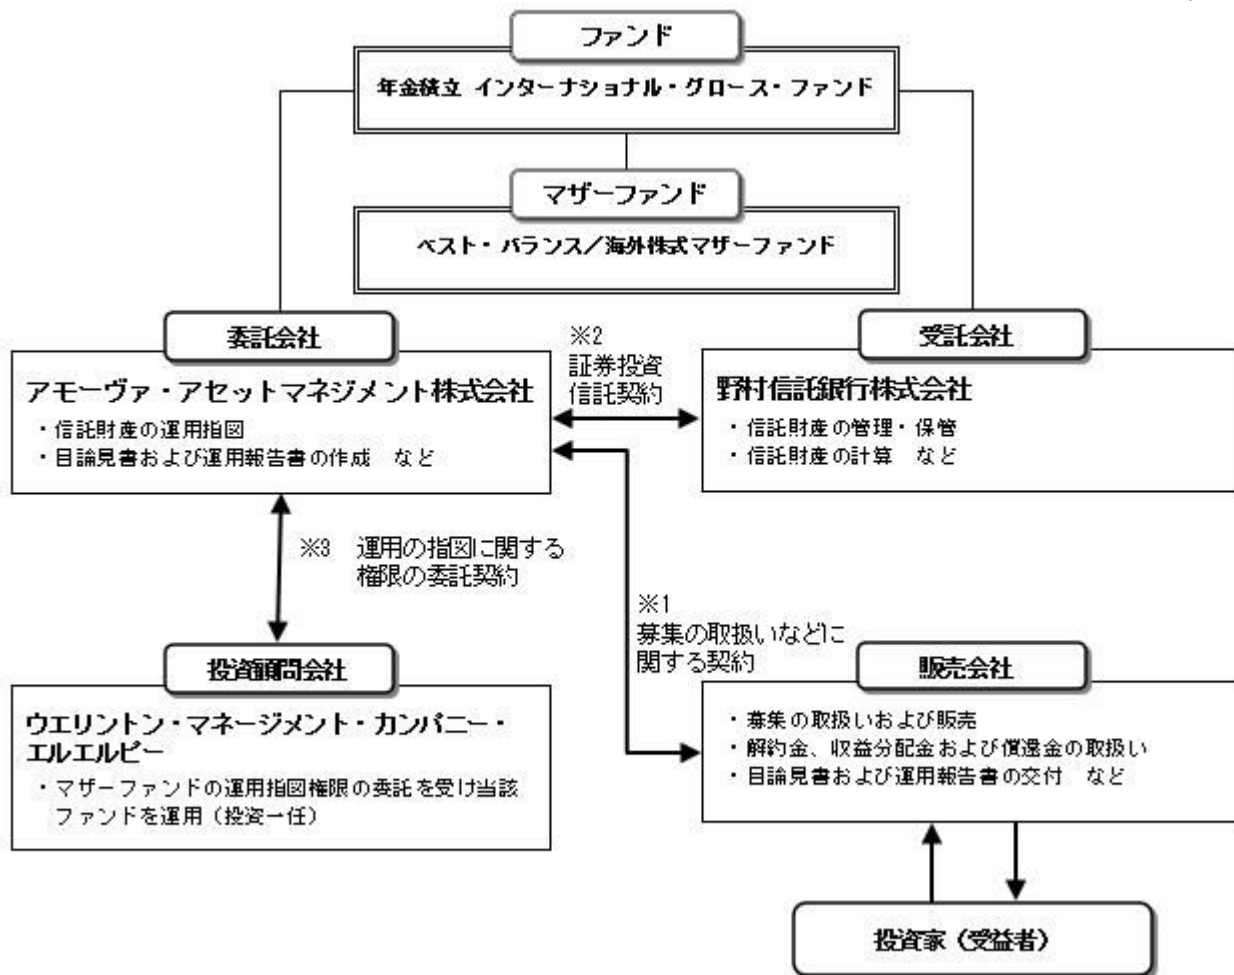 ファンド
年金積立 インターナショナル・グロース・ファンド
マザーファンド
ベスト・バランス／海外株式マザーファンド
委託会社
アモーヴァ・アセットマネジメント株式会社
・信託財産の運用指図
・目論見書および運用報告書の作成　など
※2
証券投資
信託契約
受託会社
野村信託銀行株式会社
・信託財産の管理・保管
・信託財産の計算　など
※3　運用の指図に関する
権限の委託契約
※1
募集の取扱いなどに
関する契約
投資顧問会社
ウエリントン・マネージメント・カンパニー・
エルエルピー
・マザーファンドの運用指図権限の委託を受け当該
ファンドを運用（投資一任）
販売会社
・募集の取扱いおよび販売
・解約金、収益分配金および償還金の取扱い
・目論見書および運用報告書の交付　など
投資家（受益者）